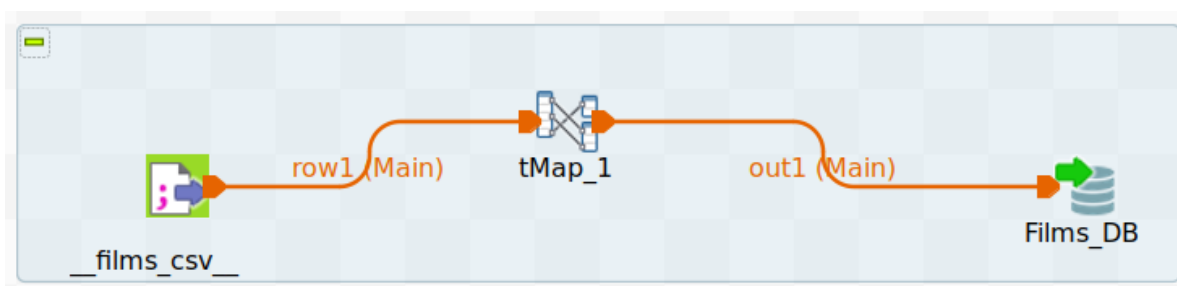 row1 (Main)
tMap_1
out1 (Main)
;
Films_DB
__films_csv__